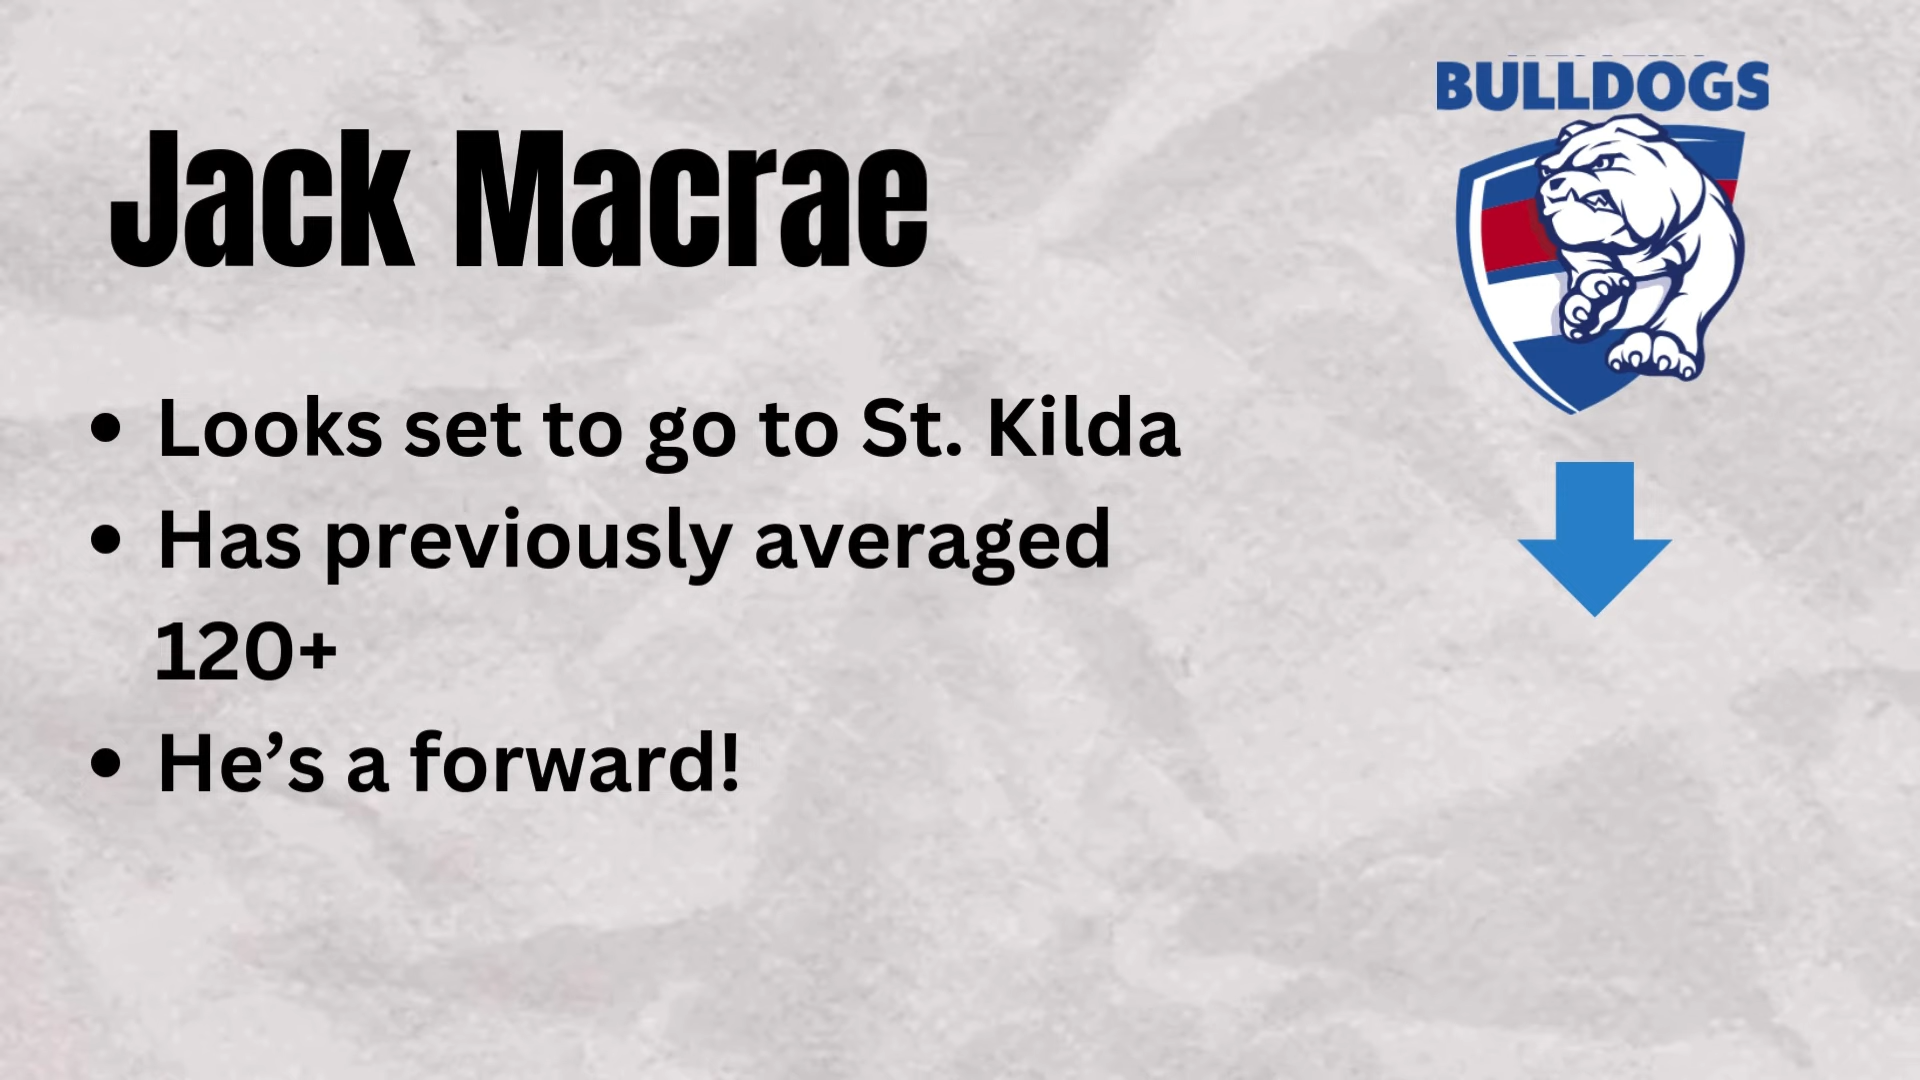 BULLDOGS
Jack Macrae
• Looks set to go to St. Kilda
• Has previously averaged
120+
• He’s a forward!